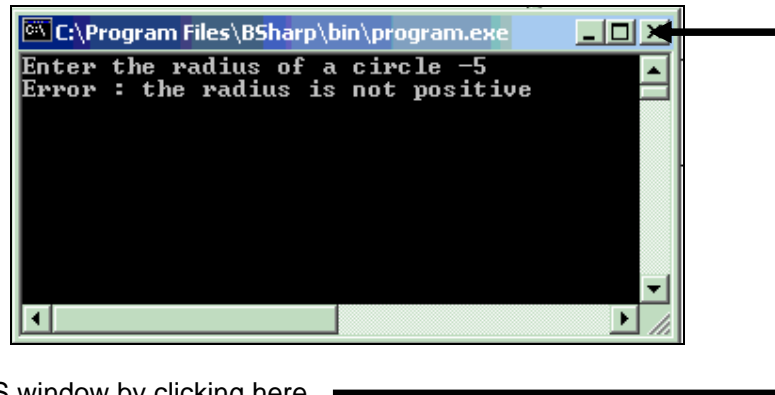 C:\Program Files\BSharp\bin\program.exe
Enter the radius of a circle -5
Error : the radius is not positive
S window by clicking here